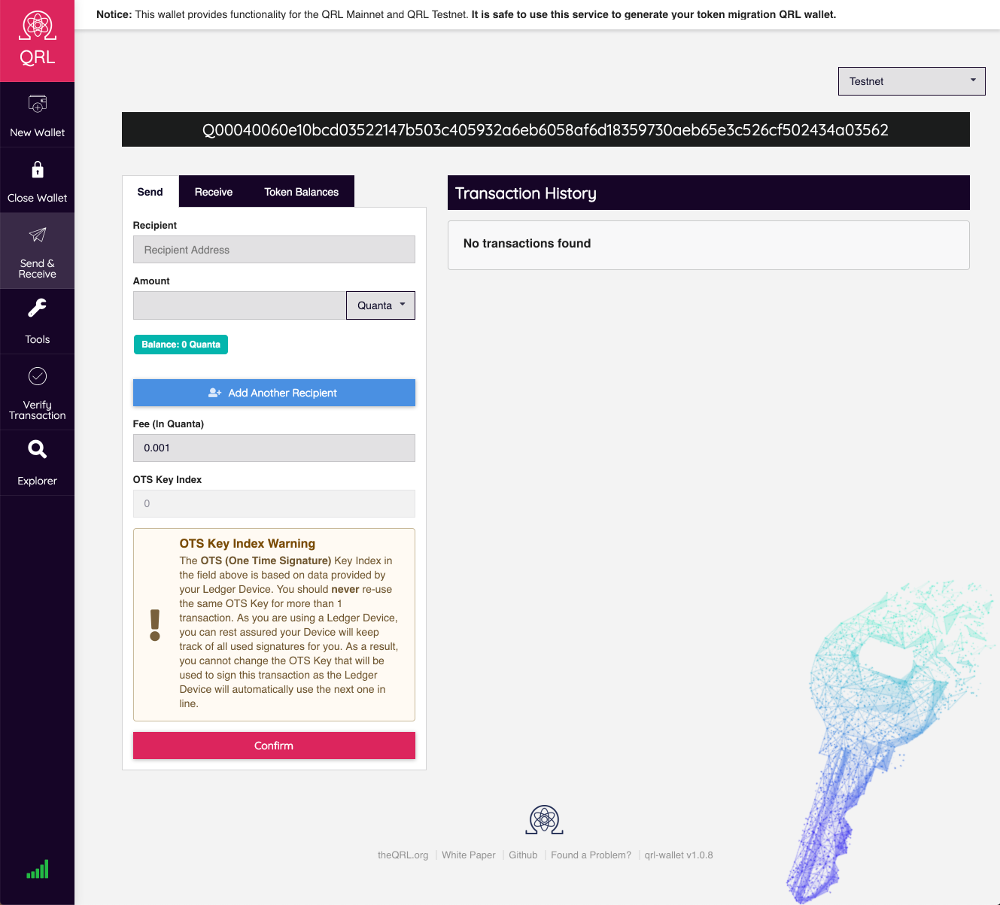 Notice: This wallet provides functionality for the QRL Mainnet and QRL Testnet. It is safe to use this service to generate your token migration QRL wallet.
QRL
New Wallet
Close Wallet
Send &
Receive
Tools
Verify
Transaction
Explorer
Testnet
Q00040060e10bcd03522147b503c405932a6eb6058af6d18359730aeb65e3c526cf502434a03562
Send
Receive
Token Balances
Recipient
Recipient Address
Amount
Quanta
Balance: 0 Quanta
Add Another Recipient
Fee (In Quanta)
0.001
OTS Key Index
0
OTS Key Index Warning
The OTS (One Time Signature) Key Index in
the field above is based on data provided by
your Ledger Device. You should never re-use
the same OTS Key for more than 1
transaction. As you are using a Ledger Device,
you can rest assured your Device will keep
track of all used signatures for you. As a result,
you cannot change the OTS Key that will be
used to sign this transaction as the Ledger
Device will automatically use the next one in
line.
Confirm
Transaction History
No transactions found
theQRL.org
White Paper
Github
Found a Problem?
qrl-wallet v1.0.8